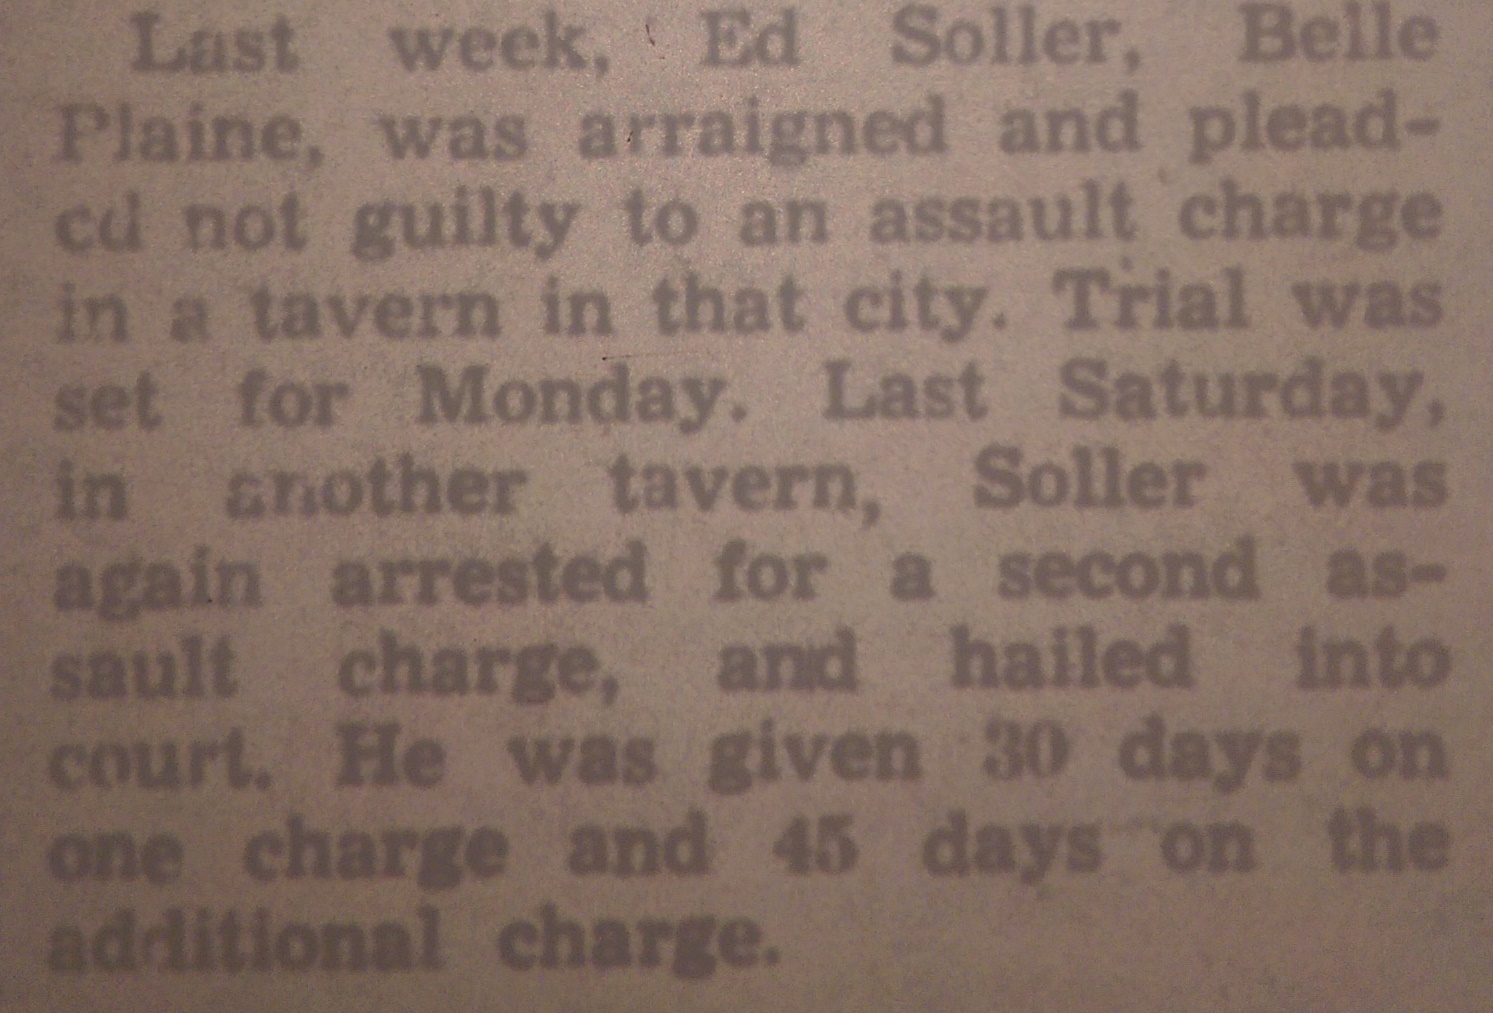 Last week, Ed Soller, Belle
Plaine, was arraigned and plead-
ed not guilty to an assault charge
in a tavern in that city. Trial was
set for Monday. Last Saturday,
in another tavern, Soller was
again arrested for a second as-
sault charge, and hailed into
court. He was given 30 days on
one charge and 45 days on the
additional charge.